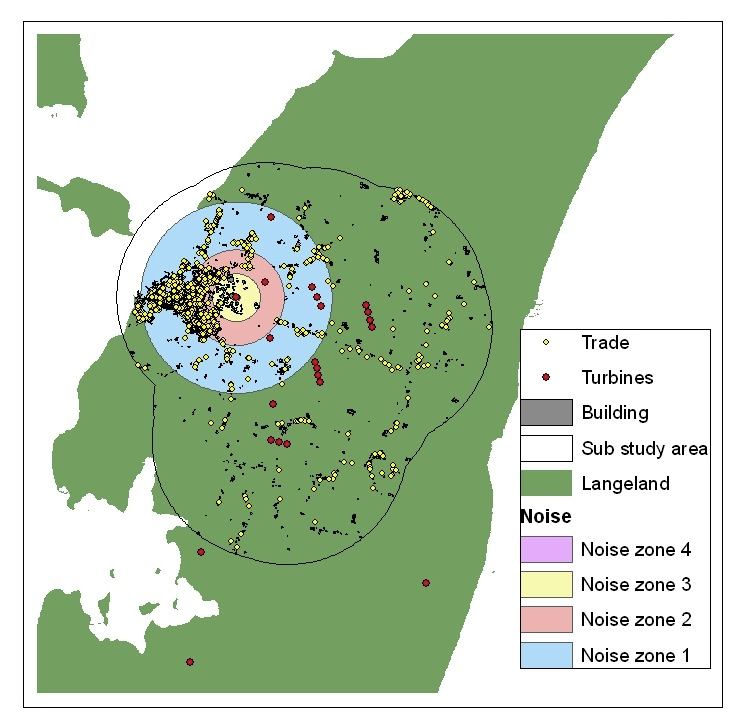 Trade
Turbines
Building
Sub study area
Langeland
Noise
Noise zone 4
Noise zone 3
Noise zone 2
Noise zone 1